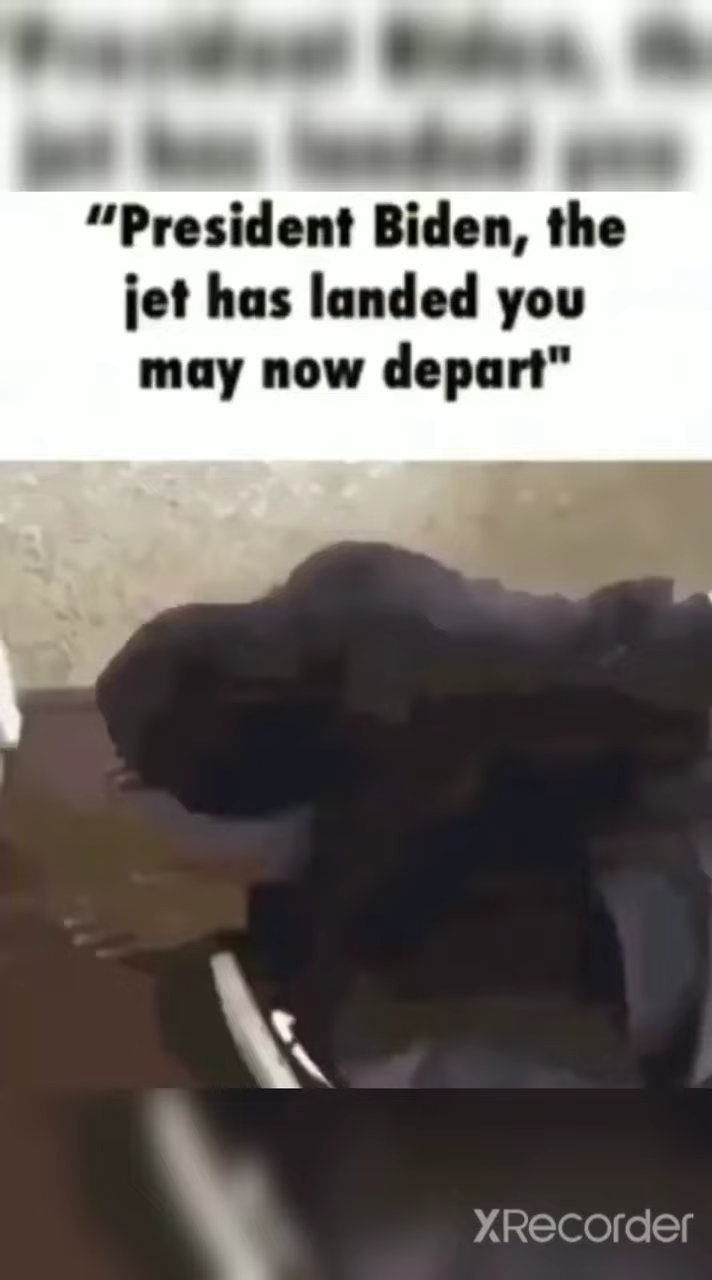 “President Biden, the
jet has landed you
may now depart"
XRecorder